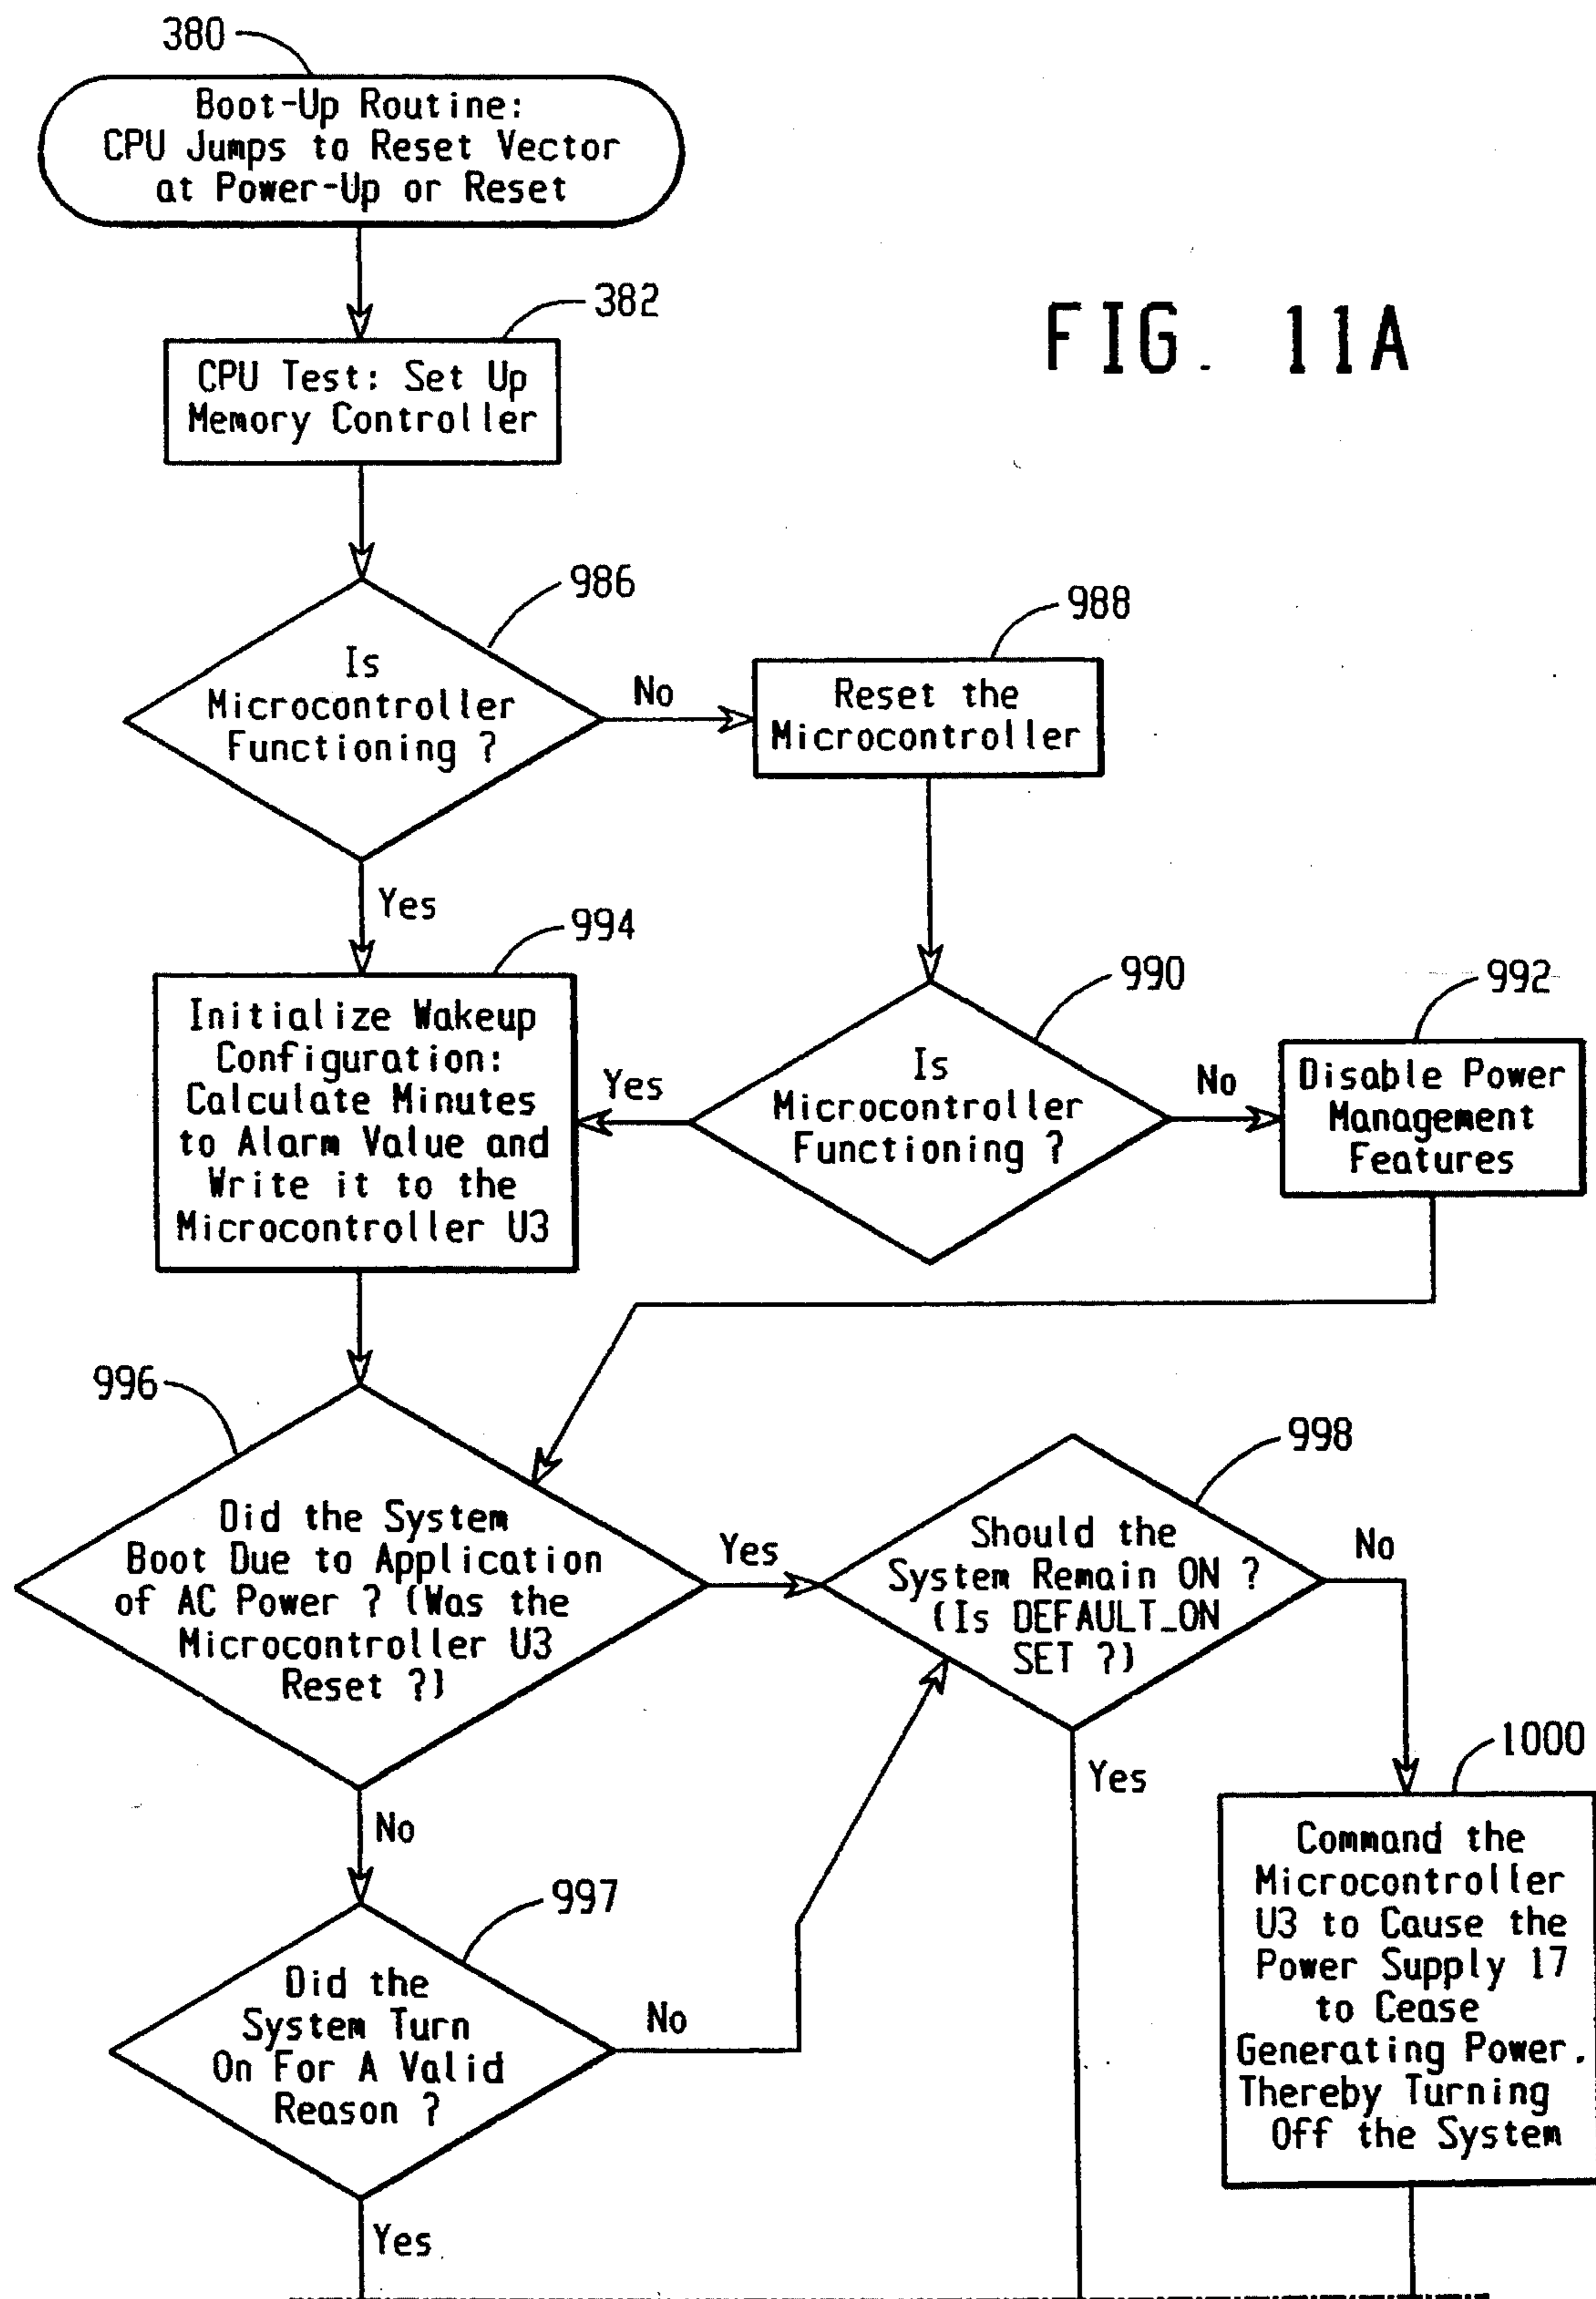 380
Boot-Up Routine:
CPU Jumps to Reset Vector
at Power-Up or Reset
382
FIG. 11A
CPU Test: Set Up
Memory Controller
986
Is
Microcontroller
Functioning ?
No
988
Reset the
Microcontroller
Yes
994
Initialize Wakeup
Configuration:
Calculate Minutes
to Alarm Value and
Write it to the
Microcontroller U3
990
Is
Microcontroller
Functioning ?
Yes
No
992
Disable Power
Management
Features
996
Did the System
Boot Due to Application
of AC Power ? (Was the
Microcontroller U3
Reset ?)
Yes
998
Should the
System Remain ON ?
(Is DEFAULT_ON
SET ?)
No
Yes
1000
Command the
Microcontroller
U3 to Cause the
Power Supply 17
to Cease
Generating Power.
Thereby Turning
Off the System
No
997
Did the
System Turn
On For A Valid
Reason ?
No
Yes